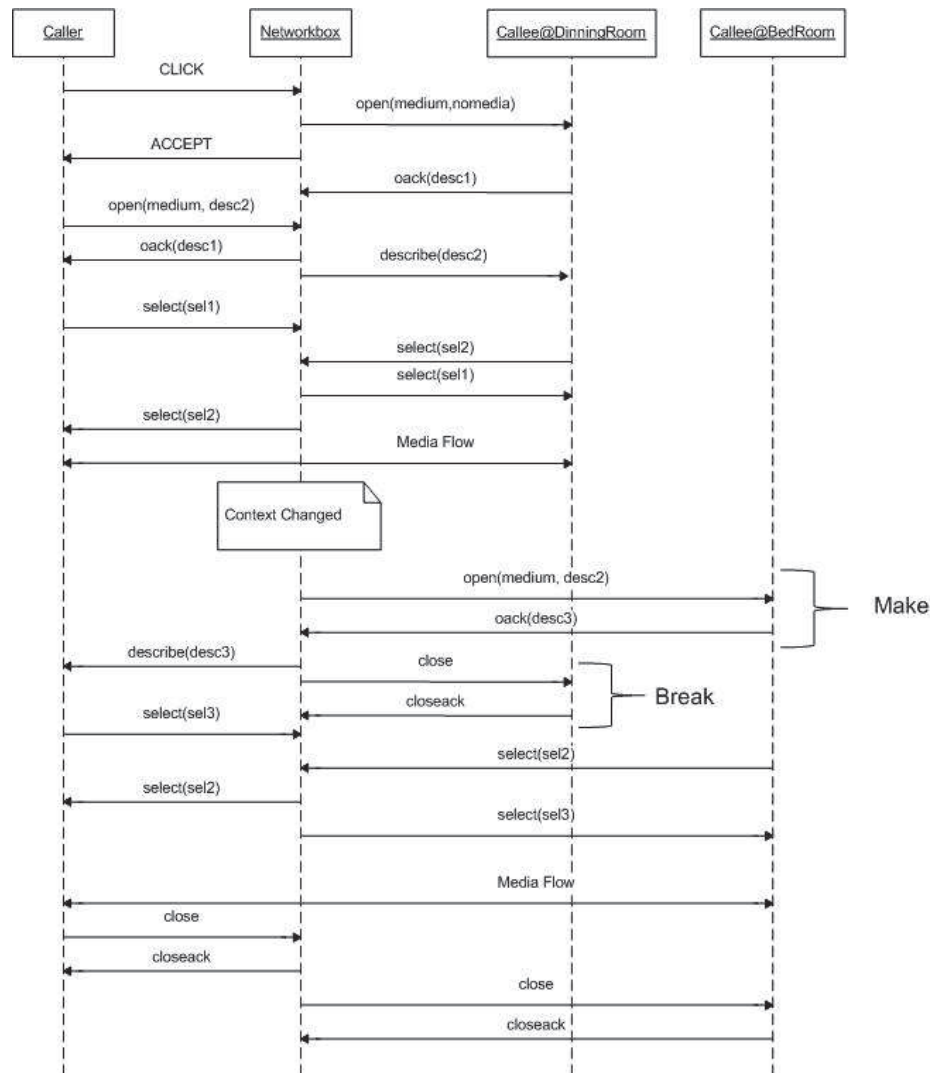 Caller
Networkbox
Callee@DinningRoom
Callee@BedRoom
CLICK
open(medium,nomedia)
ACCEPT
oack(desc1)
open(medium, desc2)
oack(desc1)
describe(desc2)
select(sel1)
select(sel2)
select(sel1)
select(sel2)
Media Flow
Context Changed
open(medium, desc2)
Make
oack(desc3)
describe(desc3)
close
Break
closeack
select(sel3)
select(sel2)
select(sel2)
select(sel3)
Media Flow
close
closeack
close
closeack